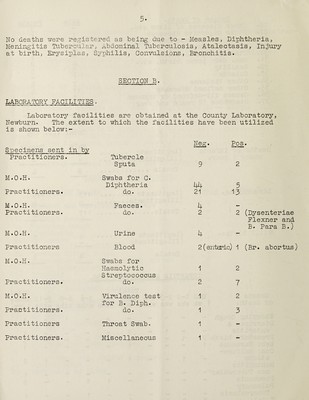 5.
No deaths were registered as being due to - Measles, Diphtheria,
Meningitis Tubercular, Abdominal Tuberculosis, Atalectasis, Injury
at birth, Erysiplas, Syphilis, Convulsions, Bronchitis.
SECTION B.
LABORATORY FACILITIES.
Laboratory facilities are obtained at the County Laboratory,
Newburn. The extent to which the facilities have been utilized
is shown below:-
Neg. Pos.
Specimens sent in by
Practitioners. Tubercle
Sputa 9 2
M.O.H. Swabs for C.
Diphtheria 44 5
Practitioners. do. 21 13
M.O.H. Faeces. 4 -
Practitioners. do. 2 2 (Dysenteriae
Flexner and
B. Para B.)
M.O.H. Urine 4 -
Practitioners Blood 2(enteric) 1 (Br. abortus)
M.O.H. Swabs for
Haemolytic 1 2
Streptococcus
Practitioners. do. 2 7
M.O.H. Virulence test 1 2
for B. Diph.
Practitioners. do. 1 3
Practitioners Throat Swab. 1 -
Practitioners. Miscellaneous 1 -